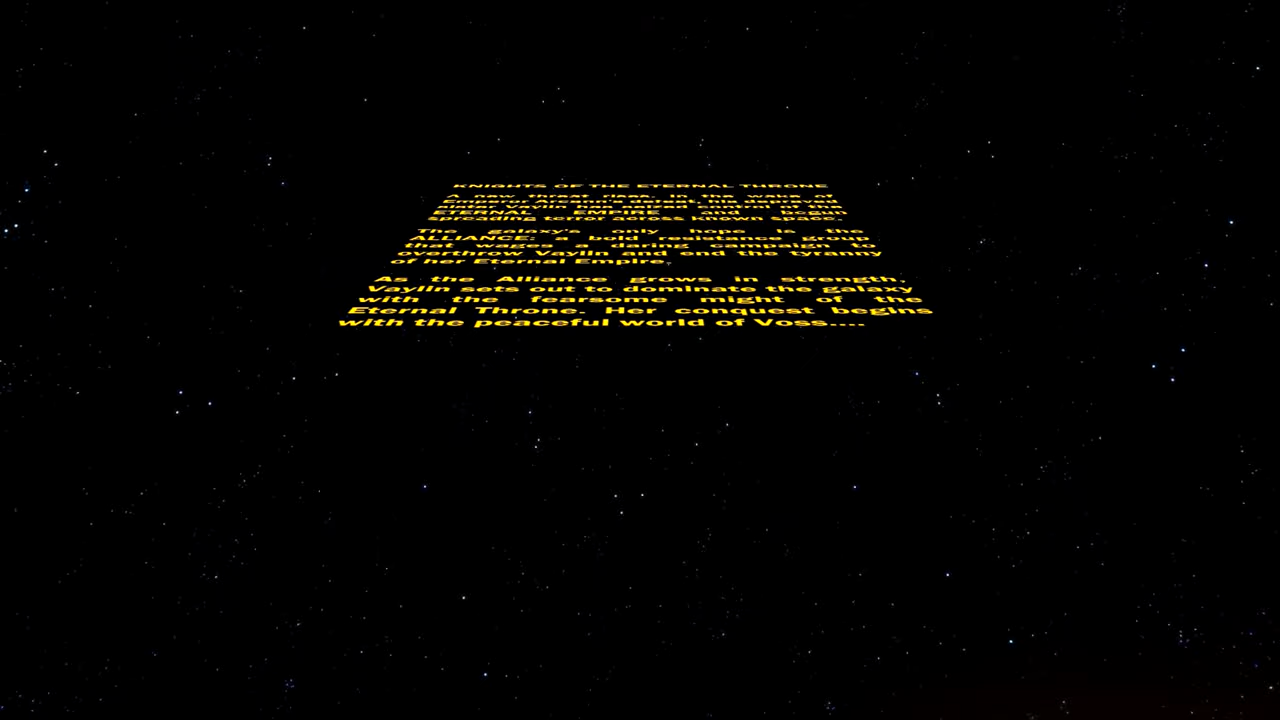 KNIGHTS OF THE ETERNAL THRONE
A new threat rises. In the wake of
Emperor Arcann's defeat, his depraved
sister Vaylin has seized control of the
ETERNAL EMPIRE and begun
spreading terror across known space.
The galaxy's only hope is the
ALLIANCE: a bold resistance group
that wages a daring campaign to
overthrow Vaylin and end the tyranny
of her Eternal Empire.
As the Alliance grows in strength,
Vaylin sets out to dominate the galaxy
with the fearsome might of the
Eternal Throne. Her conquest begins
with the peaceful world of Voss....